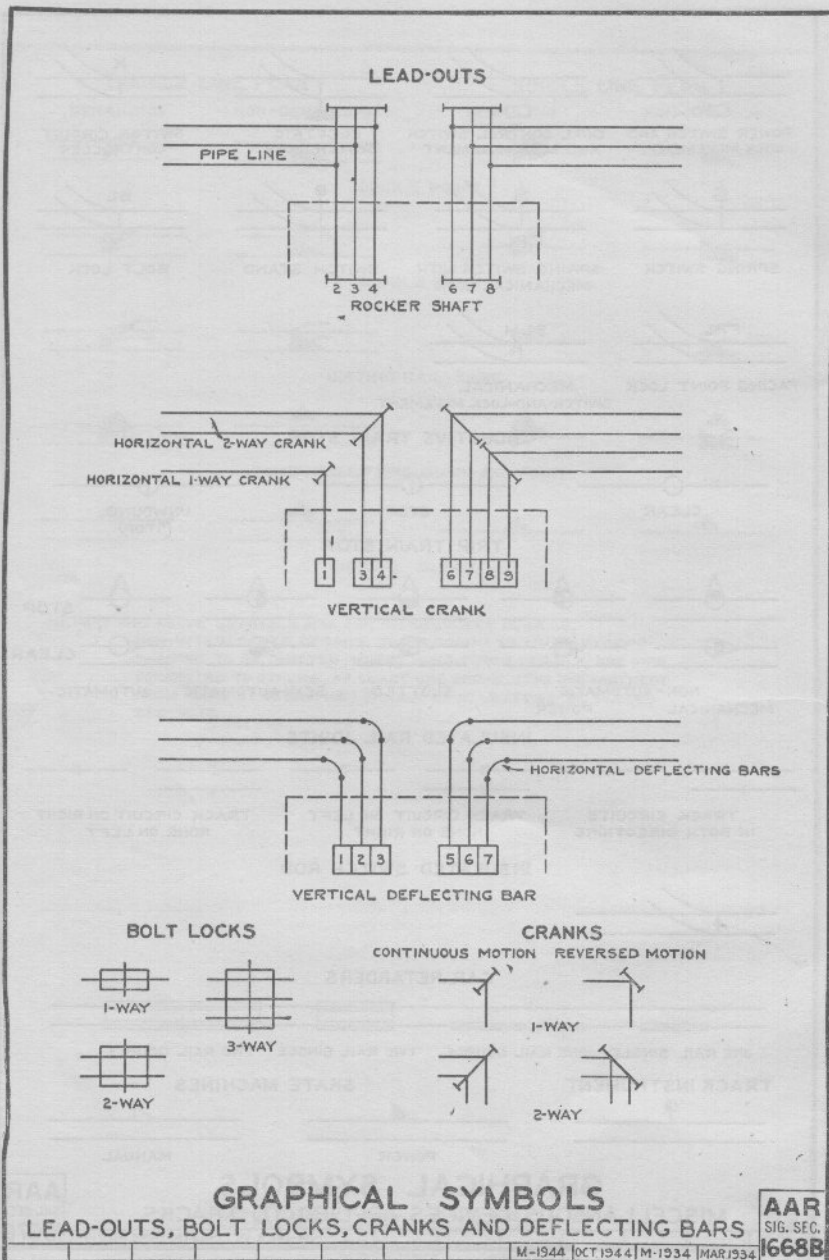 LEAD-OUTS
PIPE LINE
2 3 4
6 7 8
ROCKER SHAFT
HORIZONTAL 2-WAY CRANK
HORIZONTAL 1-WAY CRANK
1 3 4 6 7 8 9
VERTICAL CRANK
HORIZONTAL DEFLECTING BARS
1 2 3 5 6 7
VERTICAL DEFLECTING BAR
BOLT LOCKS
1-WAY
3-WAY
2-WAY
CRANKS
CONTINUOUS MOTION REVERSED MOTION
1-WAY
2-WAY
GRAPHICAL SYMBOLS
LEAD-OUTS, BOLT LOCKS, CRANKS AND DEFLECTING BARS
M-1944 OCT 1944 M-1934 MAR 1934
AAR
SIG. SEC.
1668B